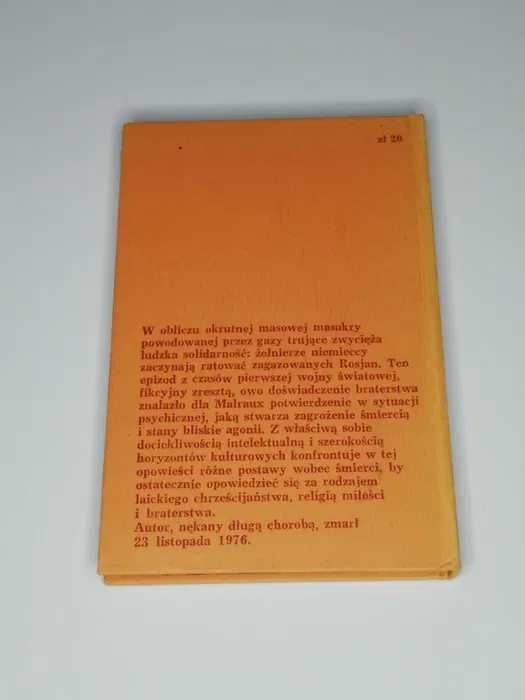 zł 20
W obliczu okrutnej masowej masakry
powodowanej przez gazy trujące zwycięża
ludzka solidarność: żołnierze niemieccy
zaczynają ratować zagazowanych Rosjan. Ten
epizod z czasów pierwszej wojny światowej,
fikcyjny zresztą, owo doświadczenie braterstwa
znalazło dla Malraux potwierdzenie w sytuacji
psychicznej, jaką stwarza zagrożenie śmiercią
i stany bliskie agonii. Z właściwą sobie
dociekliwością intelektualną i szerokością
horyzontów kulturowych konfrontuje w tej
opowieści różne postawy wobec śmierci, by
ostatecznie opowiedzieć się za rodzajem
laickiego chrześcijaństwa, religią miłości
i braterstwa.
Autor, nękany długą chorobą, zmarł
23 listopada 1976.